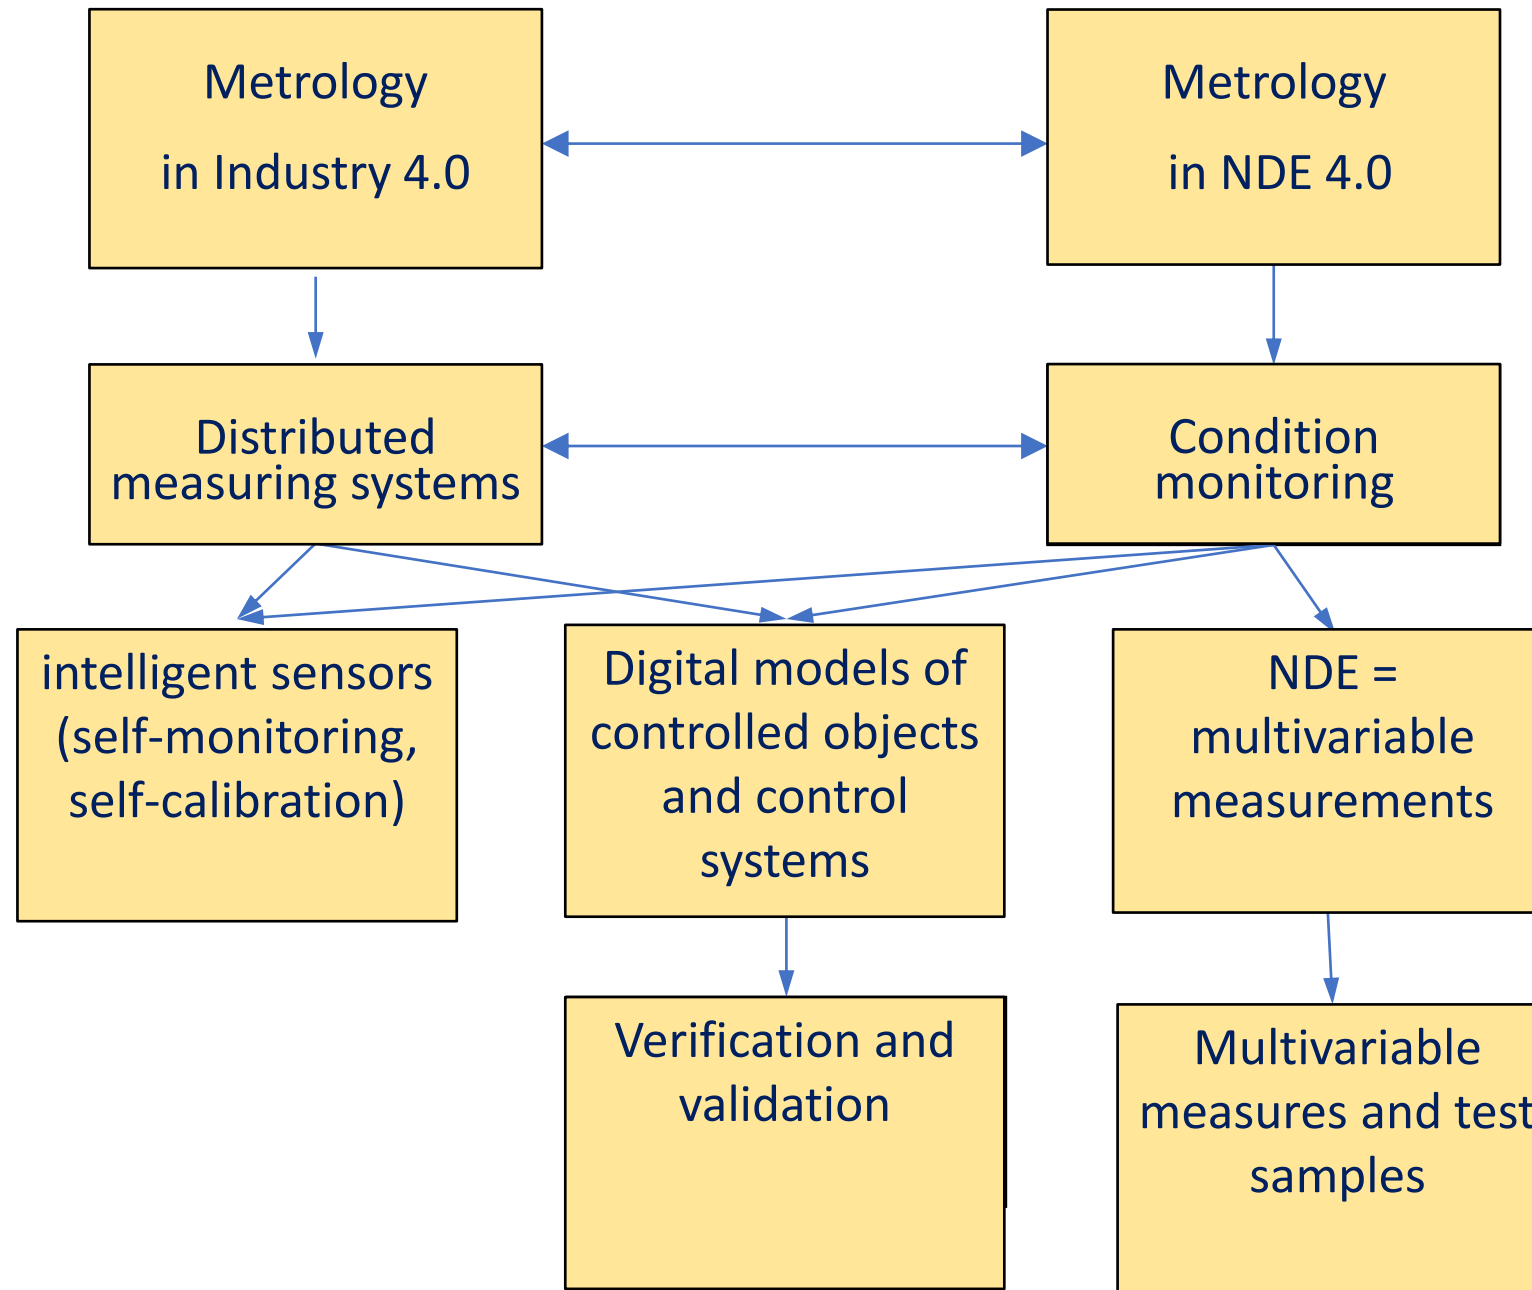 Metrology
in Industry 4.0
Metrology
in NDE 4.0
Distributed
measuring systems
Condition
monitoring
intelligent sensors
(self-monitoring,
self-calibration)
Digital models of
controlled objects
and control
systems
NDE =
multivariable
measurements
Verification and
validation
Multivariable
measures and test
samples